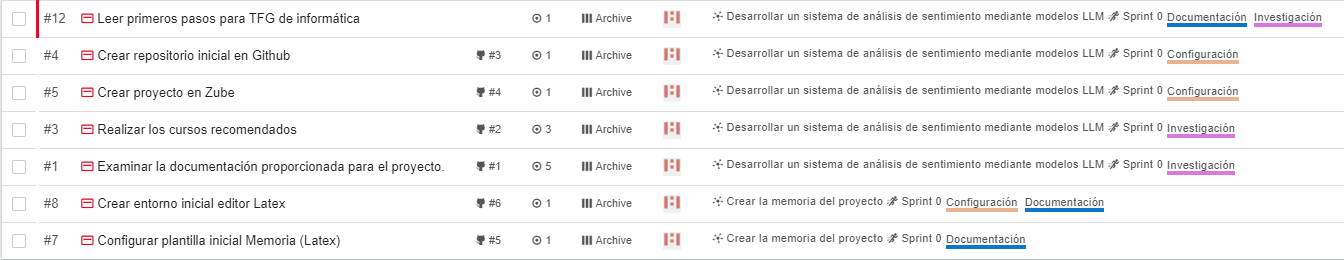 #12 Leer primeros pasos para TFG de informática 1 Archive Desarrollar un sistema de análisis de sentimiento mediante modelos LLM Sprint 0 Documentación Investigación
#4 Crear repositorio inicial en Github #3 1 Archive Desarrollar un sistema de análisis de sentimiento mediante modelos LLM Sprint 0 Configuración
#5 Crear proyecto en Zube #4 1 Archive Desarrollar un sistema de análisis de sentimiento mediante modelos LLM Sprint 0 Configuración
#3 Realizar los cursos recomendados #2 3 Archive Desarrollar un sistema de análisis de sentimiento mediante modelos LLM Sprint 0 Investigación
#1 Examinar la documentación proporcionada para el proyecto. #1 5 Archive Desarrollar un sistema de análisis de sentimiento mediante modelos LLM Sprint 0 Investigación
#8 Crear entorno inicial editor Latex #6 1 Archive Crear la memoria del proyecto Sprint 0 Configuración Documentación
#7 Configurar plantilla inicial Memoria (Latex) #5 1 Archive Crear la memoria del proyecto Sprint 0 Documentación